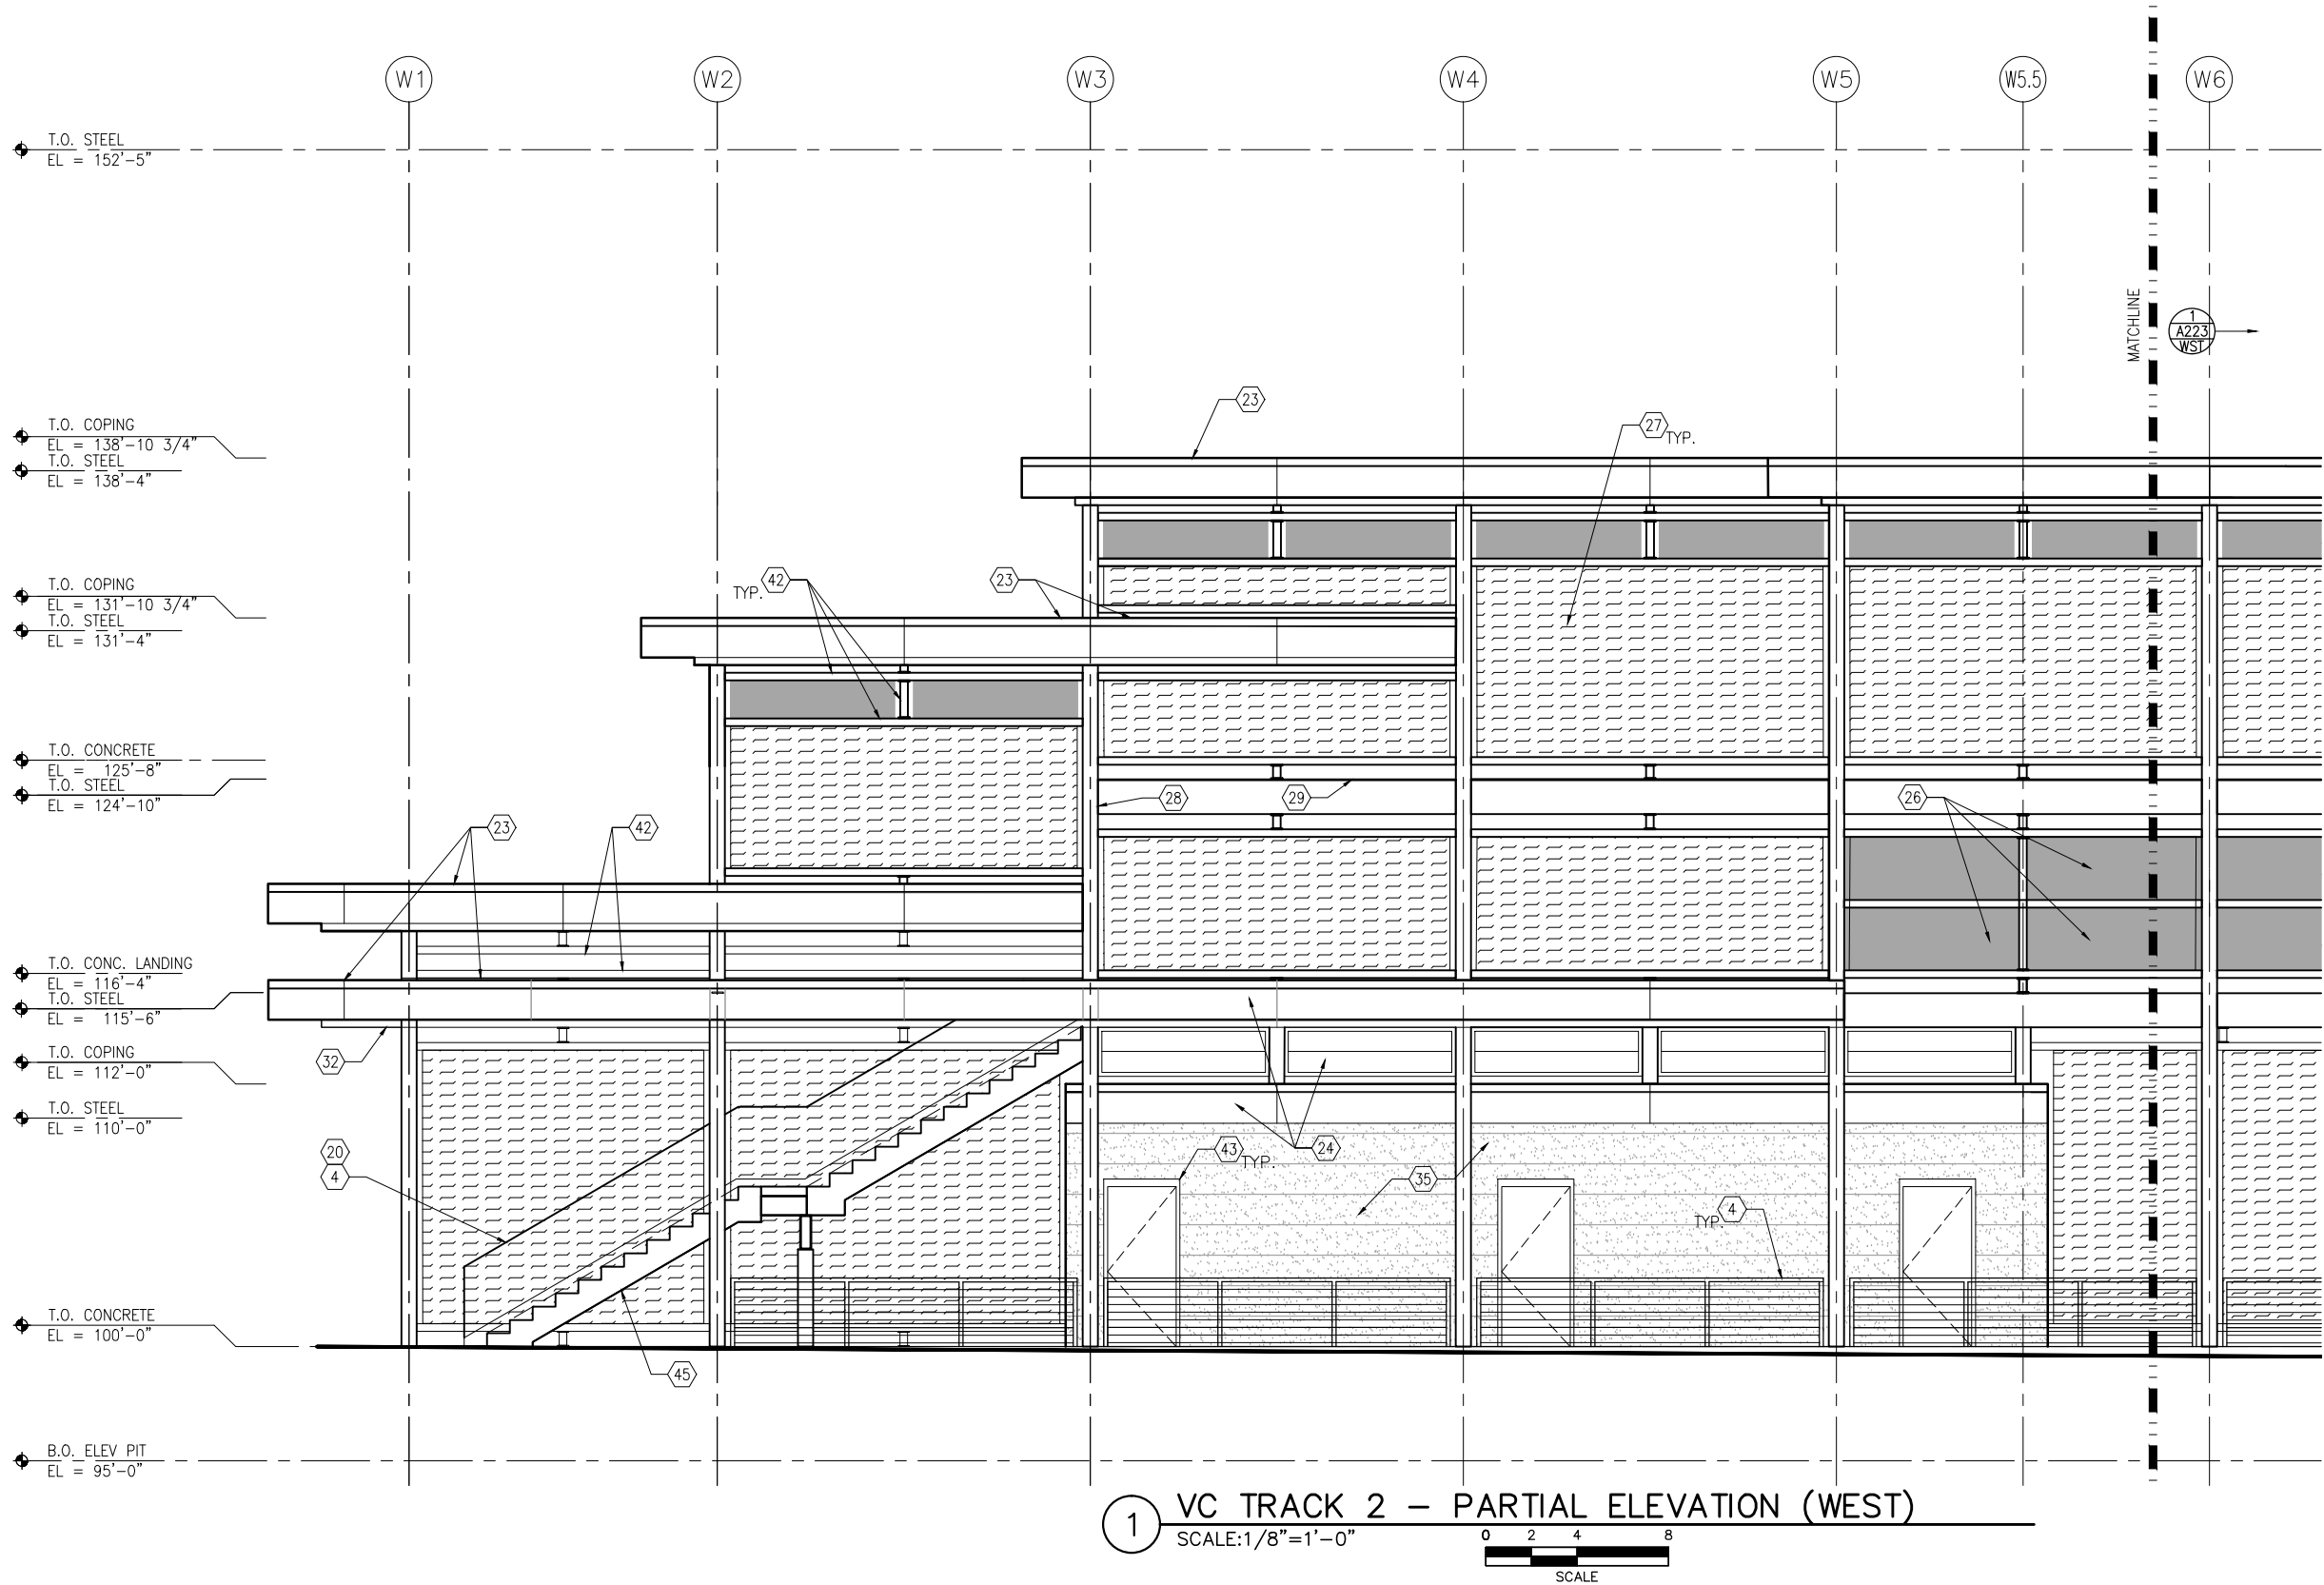 W1 W2 W3 W4 W5 W5.5 W6
T.O. STEEL
EL = 152'-5"
MATCHLINE
1
A223
WST
23
27 TYP.
T.O. COPING
EL = 138'-10 3/4"
T.O. STEEL
EL = 138'-4"
TYP. 42
23
T.O. COPING
EL = 131'-10 3/4"
T.O. STEEL
EL = 131'-4"
T.O. CONCRETE
EL = 125'-8"
T.O. STEEL
EL = 124'-10"
28
29
26
23
42
T.O. CONC. LANDING
EL = 116'-4"
T.O. STEEL
EL = 115'-6"
32
T.O. COPING
EL = 112'-0"
T.O. STEEL
EL = 110'-0"
20
4
43 TYP.
24
35
TYP 4
T.O. CONCRETE
EL = 100'-0"
45
B.O. ELEV PIT
EL = 95'-0"
1
VC TRACK 2 - PARTIAL ELEVATION (WEST)
SCALE:1/8"=1'-0"
0 2 4 8
SCALE